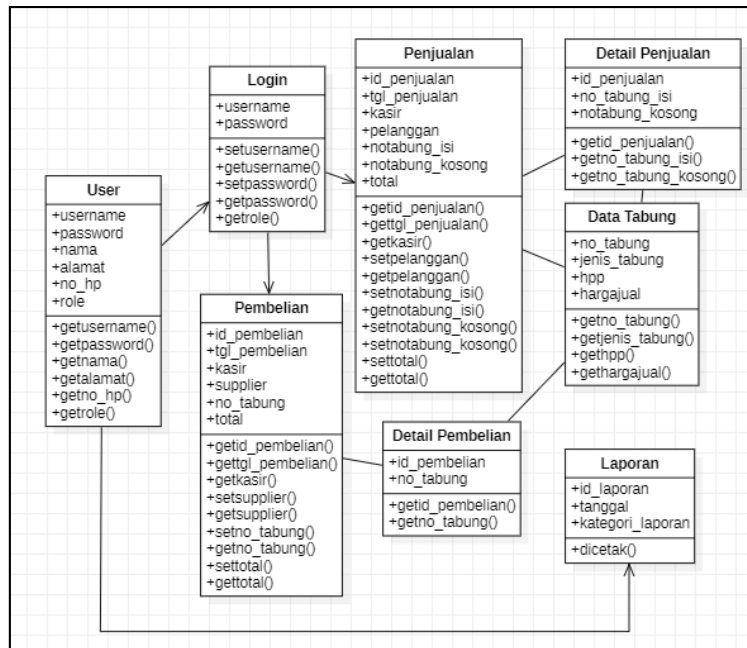 User
+username
+password
+nama
+alamat
+no_hp
+role
+getusername()
+getpassword()
+getnama()
+getalamat()
+getno_hp()
+getrole()
Login
+username
+password
+setusername()
+getusername()
+setpassword()
+getpassword()
+getrole()
Pembelian
+id_pembelian
+tgl_pembelian
+kasir
+supplier
+no_tabung
+total
+getid_pembelian()
+gettgl_pembelian()
+getkasir()
+setsupplier()
+getsupplier()
+setno_tabung()
+getno_tabung()
+settotal()
+gettotal()
Penjualan
+id_penjualan
+tgl_penjualan
+kasir
+pelanggan
+notabung_isi
+notabung_kosong
+total
+getid_penjualan()
+gettgl_penjualan()
+getkasir()
+setpelanggan()
+getpelanggan()
+setnotabung_isi()
+getnotabung_isi()
+setnotabung_kosong()
+setnotabung_kosong()
+settotal()
+gettotal()
Detail Pembelian
+id_pembelian
+no_tabung
+getid_pembelian()
+getno_tabung()
Detail Penjualan
+id_penjualan
+no_tabung_isi
+notabung_kosong
+getid_penjualan()
+getno_tabung_isi()
+getno_tabung_kosong()
Data Tabung
+no_tabung
+jenis_tabung
+hpp
+hargajual
+getno_tabung()
+getjenis_tabung()
+gethpp()
+gethargajual()
Laporan
+id_laporan
+tanggal
+kategori_laporan
+dicetak()